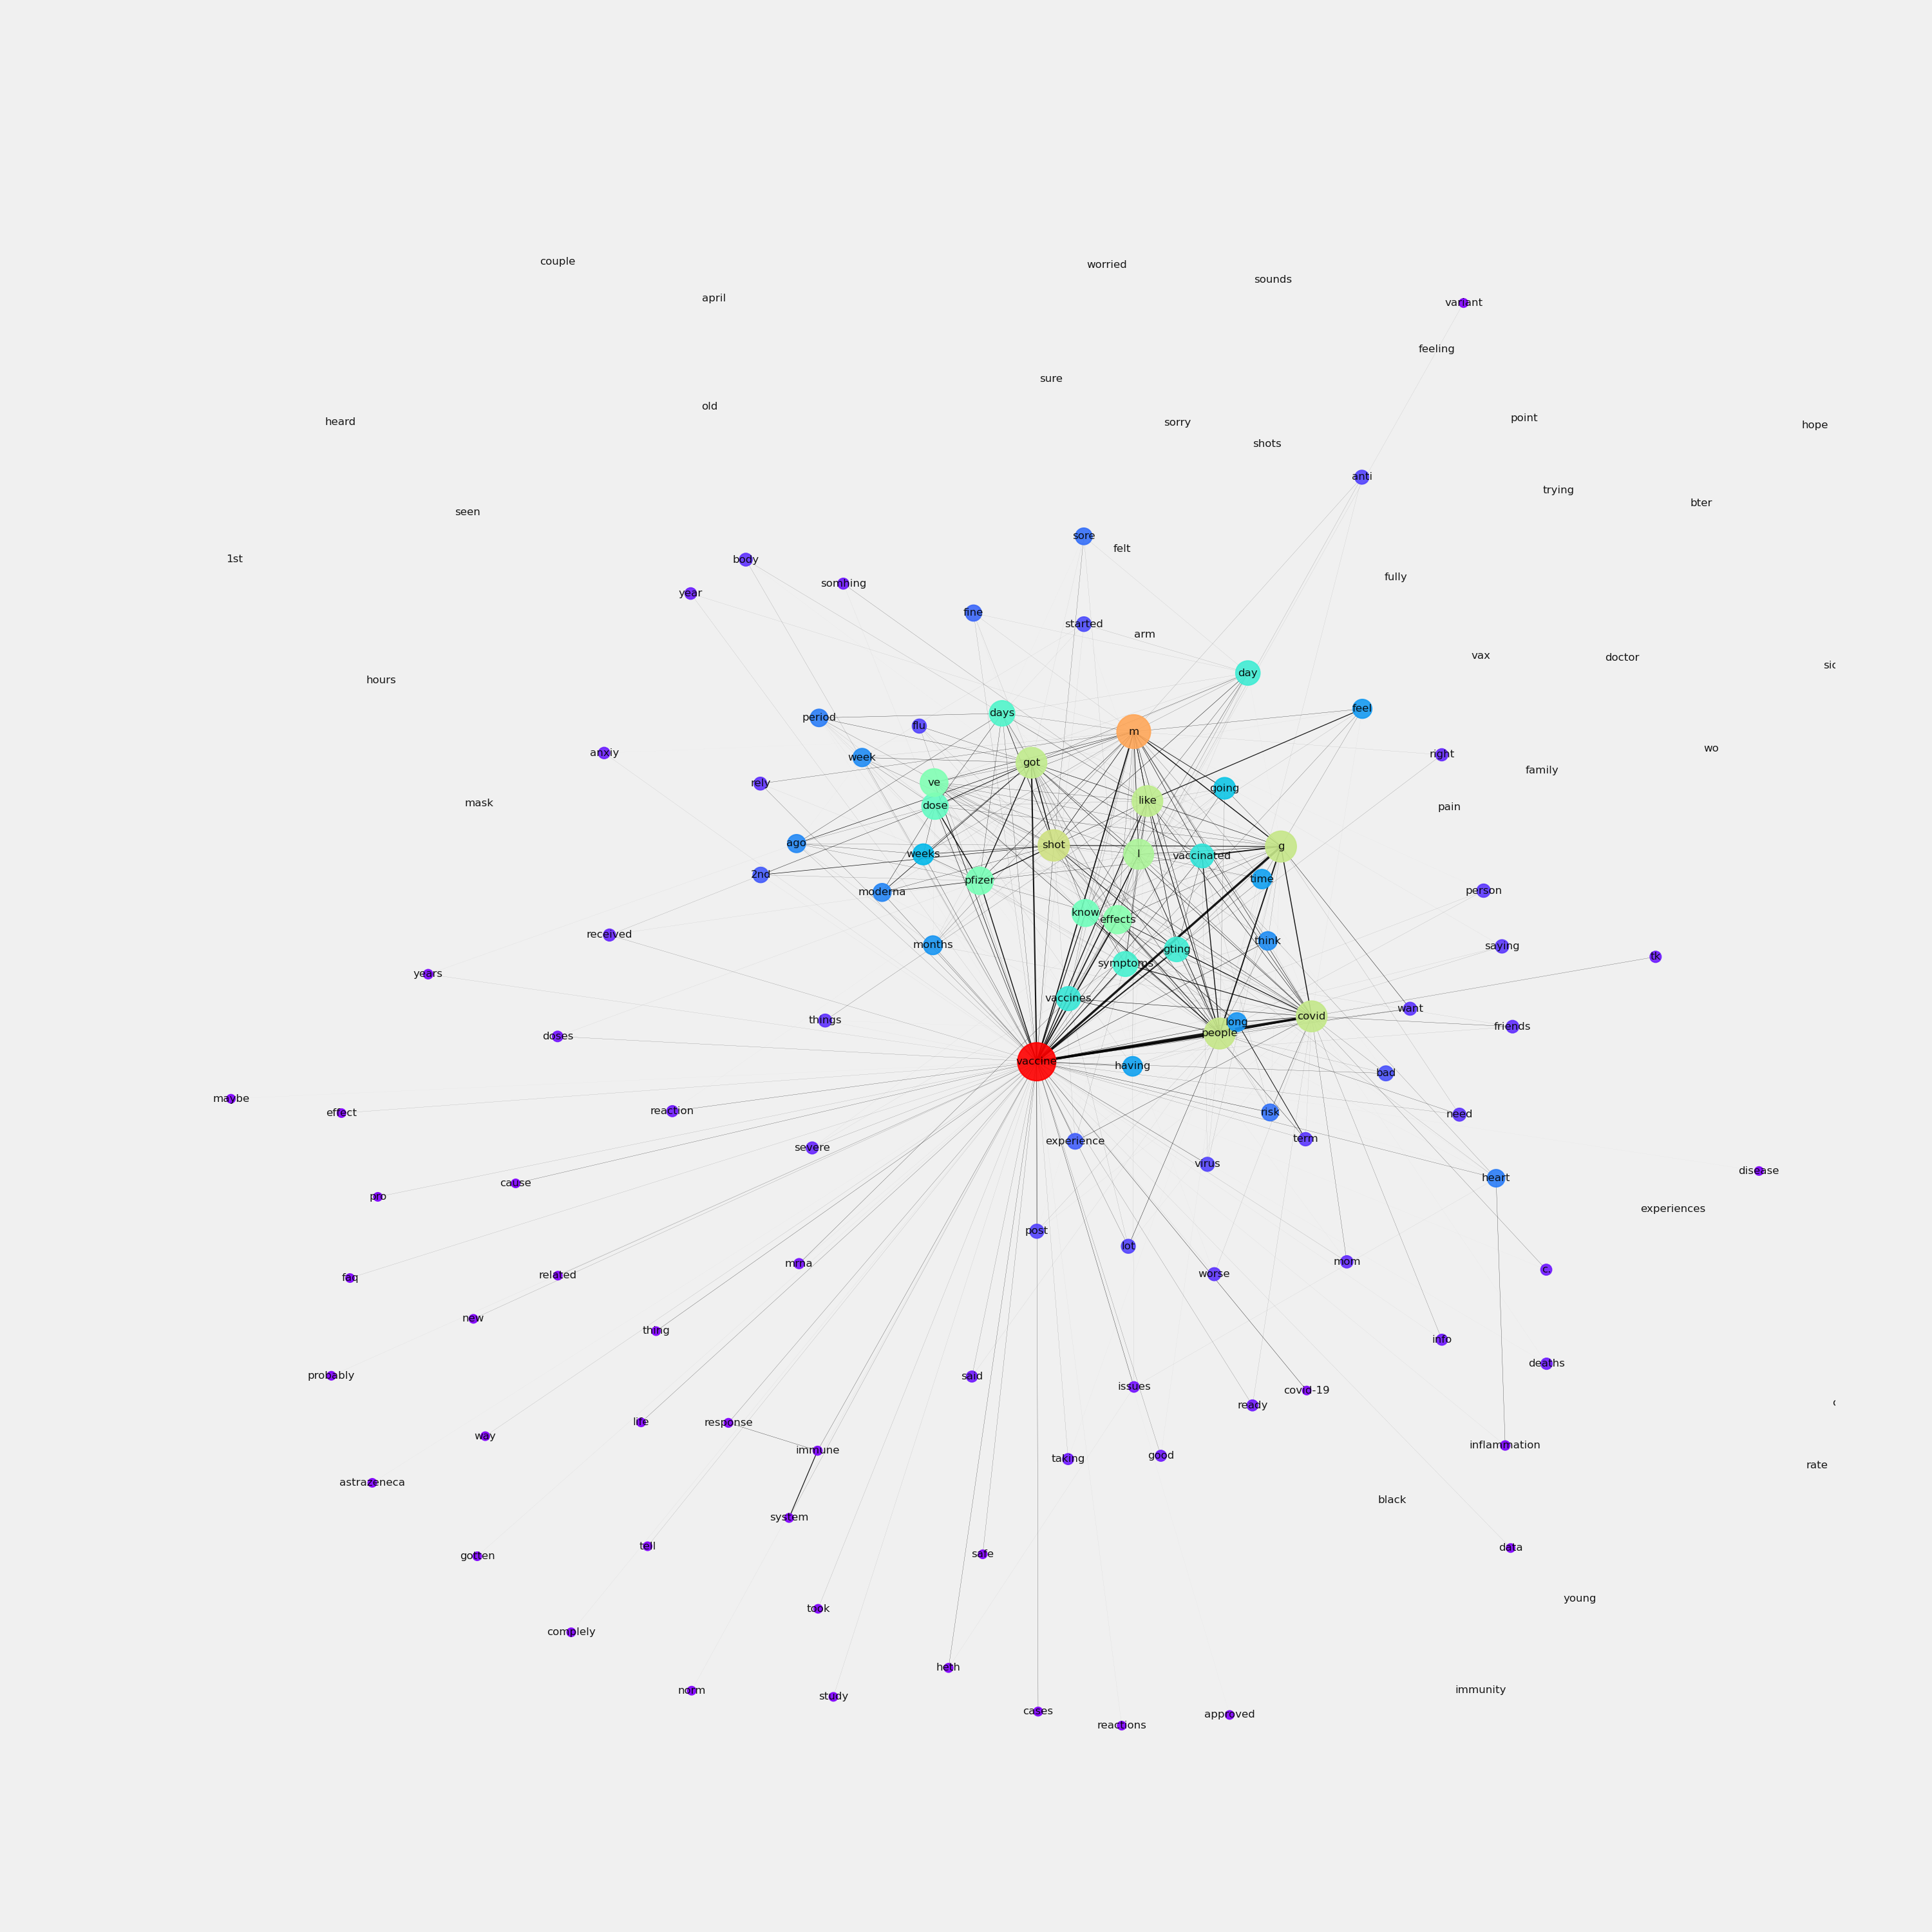 couple
worried
sounds
april
variant
feeling
sure
old
heard
sorry
point
hope
shots
anti
trying
bter
seen
sore
felt
1st
body
fully
somhing
year
fine
started
arm
vax
doctor
sic
day
hours
feel
days
period
flu
m
wo
anxiy
right
week
got
family
ve
rely
going
like
mask
dose
pain
ago
shot
g
weeks
l
vaccinated
2nd
pfizer
time
moderna
person
know
effects
received
think
months
saying
gting
tk
symptoms
years
vaccines
want
covid
things
long
friends
people
doses
vaccine
having
bad
maybe
effect
reaction
risk
need
term
experience
severe
virus
disease
heart
cause
pro
experiences
post
lot
mom
mrna
c.
worse
related
faq
new
thing
info
deaths
probably
said
issues
covid-19
ready
life
response
way
inflammation
immune
good
taking
rate
astrazeneca
black
system
tell
data
safe
gotten
young
took
complely
heth
norm
immunity
study
cases
approved
reactions